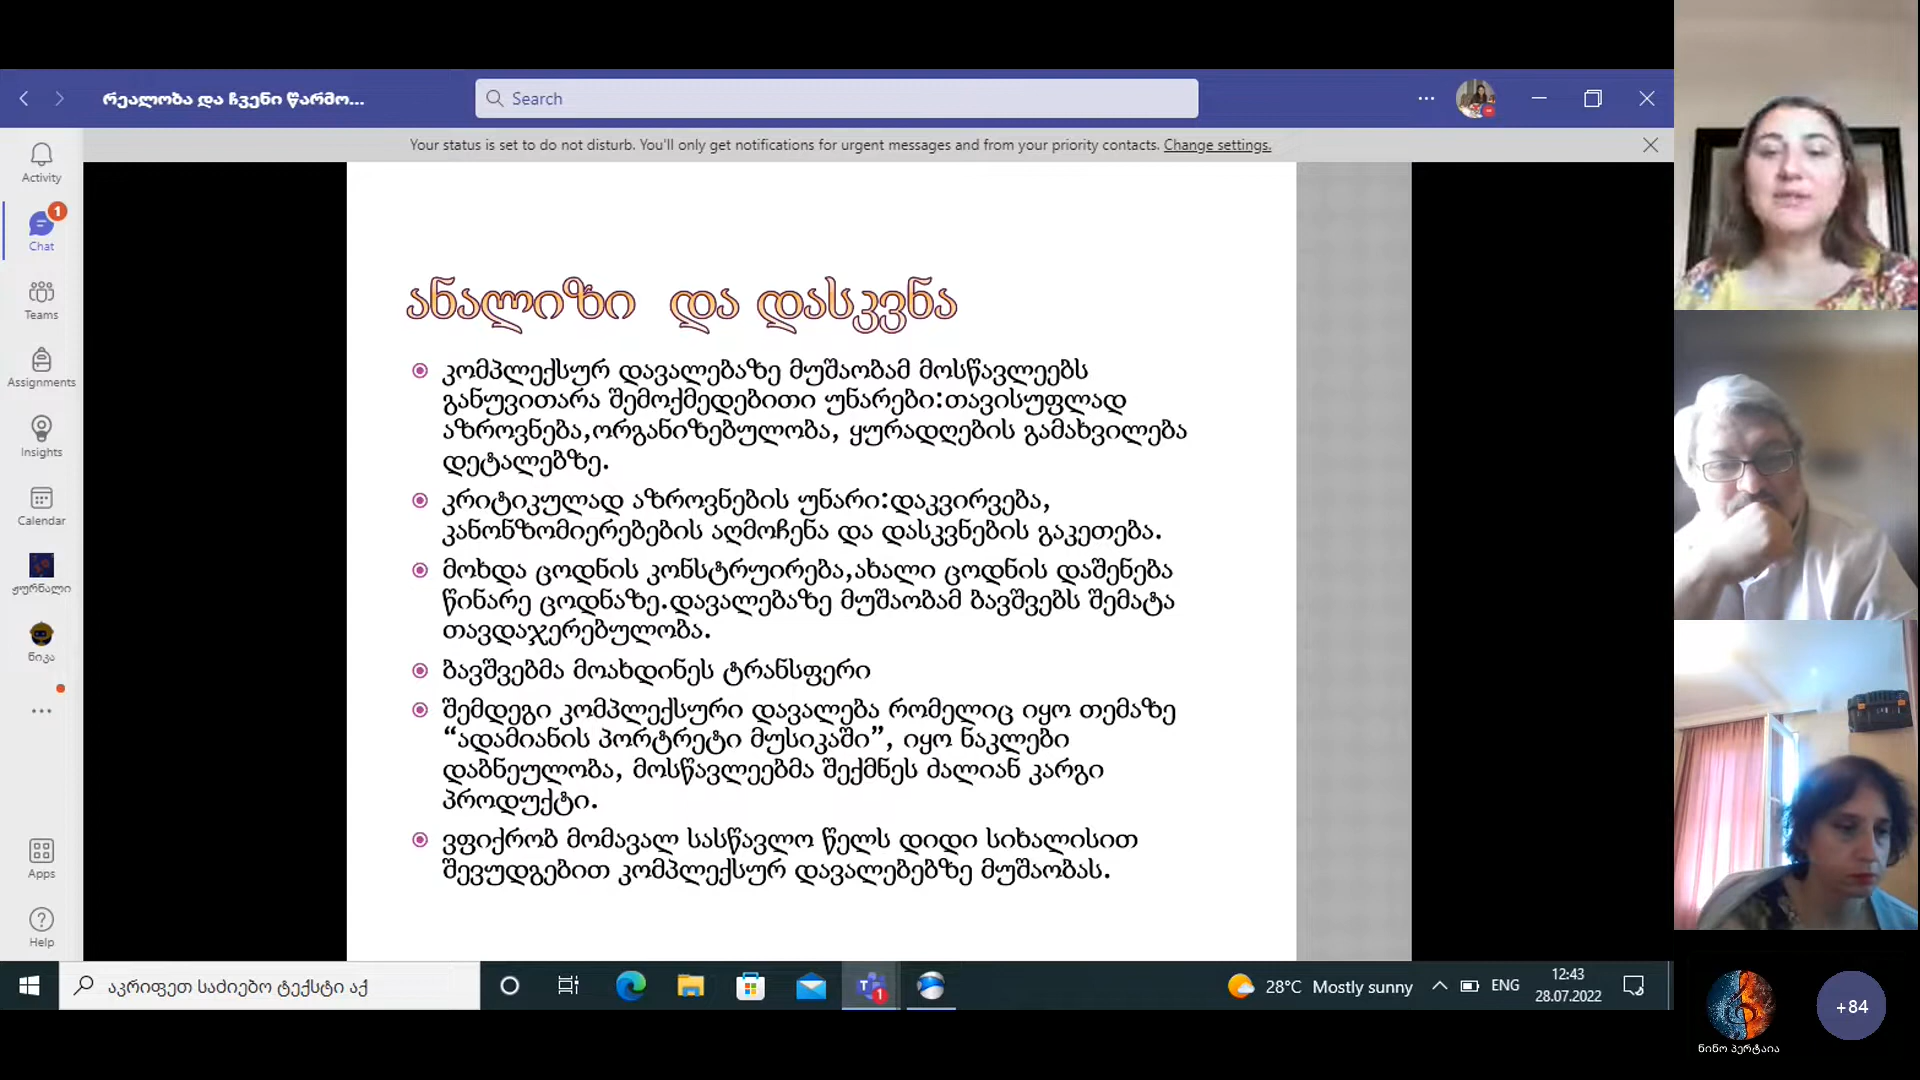 რეალობა და ჩვენი წარმო...
Search
Your status is set to do not disturb. You'll only get notifications for urgent messages and from your priority contacts. Change settings.
Activity
1
Chat
Teams
Assignments
Insights
Calendar
ჟურნალი
ნიკა
Apps
Help
ანალიზი და დასკვნა
კომპლექსურ დავალებაზე მუშაობამ მოსწავლეებს
განუვითარა შემოქმედებითი უნარები:თავისუფლად
აზროვნება,ორგანიზებულობა, ყურადღების გამახვილება
დეტალებზე.
კრიტიკულად აზროვნების უნარი:დაკვირვება,
კანონზომიერებების აღმოჩენა და დასკვნების გაკეთება.
მოხდა ცოდნის კონსტრუირება,ახალი ცოდნის დაშენება
წინარე ცოდნაზე.დავალებაზე მუშაობამ ბავშვებს შემატა
თავდაჯერებულობა.
ბავშვებმა მოახდინეს ტრანსფერი
შემდეგი კომპლექსური დავალება რომელიც იყო თემაზე
“ადამიანის პორტრეტი მუსიკაში”, იყო ნაკლები
დაბნეულობა, მოსწავლეებმა შექმნეს ძალიან კარგი
პროდუქტი.
ვფიქრობ მომავალ სასწავლო წელს დიდი სიხალისით
შევუდგებით კომპლექსურ დავალებებზე მუშაობას.
აკრიფეთ საძიებო ტექსტი აქ
1
28°C Mostly sunny
ENG
12:43
28.07.2022
ნინო პერტაია
+84